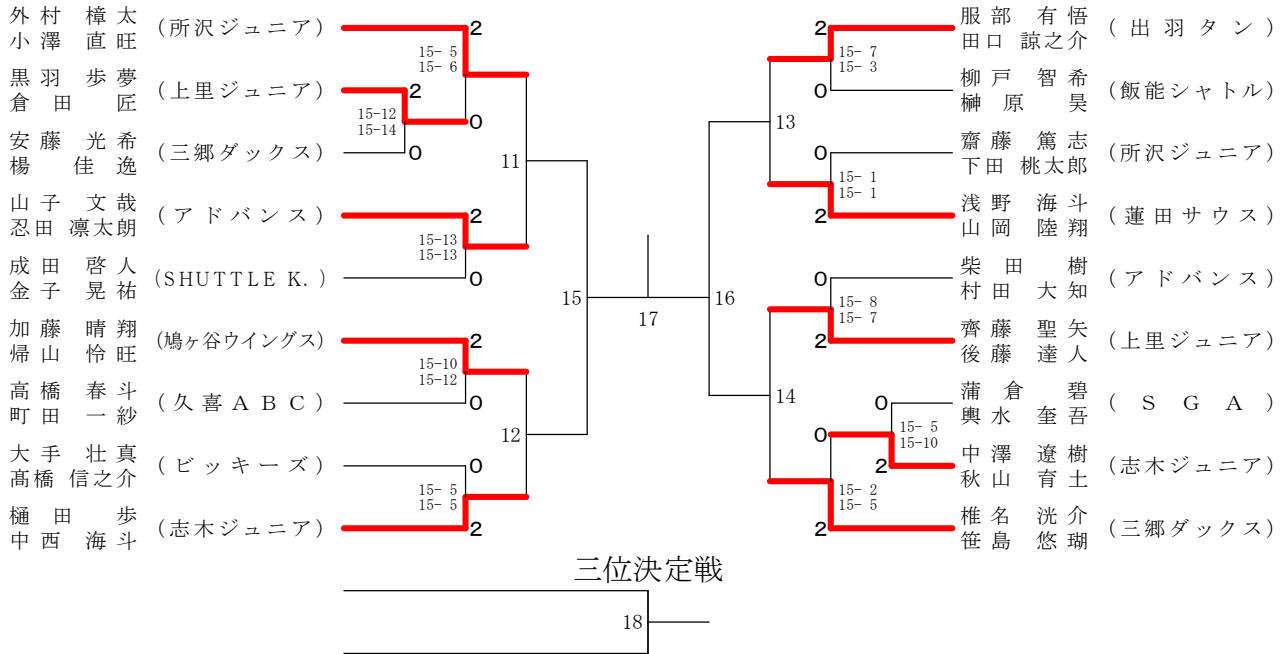 外村 樟太
小澤 直旺
(所沢ジュニア)
2
15- 5
15- 6
黒羽 歩夢
倉田 匠
(上里ジュニア)
2
15-12
15-14
0
安藤 光希
楊 佳逸
(三郷ダックス)
0
11
山子 文哉
忍田 凛太朗
(アドバンス)
2
15-13
15-13
成田 啓人
金子 晃祐
(SHUTTLE K.)
0
15
加藤 晴翔
帰山 怜旺
(鳩ヶ谷ウイングス)
2
15-10
15-12
高橋 春斗
町田 一紗
(久喜ABC)
0
12
大手 壮真
髙橋 信之介
(ビッキーズ)
0
15- 5
15- 5
樋田 歩
中西 海斗
(志木ジュニア)
2
17
服部 有悟
田口 諒之介
(出羽タン)
2
15- 7
15- 3
柳戸 智希
榊原 昊
(飯能シャトル)
0
13
齋藤 篤志
下田 桃太郎
(所沢ジュニア)
0
15- 1
15- 1
浅野 海斗
山岡 陸翔
(蓮田サウス)
2
16
柴田 樹
村田 大知
(アドバンス)
0
15- 8
15- 7
齊藤 聖矢
後藤 達人
(上里ジュニア)
2
14
蒲倉 碧
輿水 奎吾
(SGA)
0
15- 5
15-10
0
中澤 遼樹
秋山 育土
(志木ジュニア)
2
15- 2
15- 5
椎名 洸介
笹島 悠瑚
(三郷ダックス)
2
三位決定戦
18